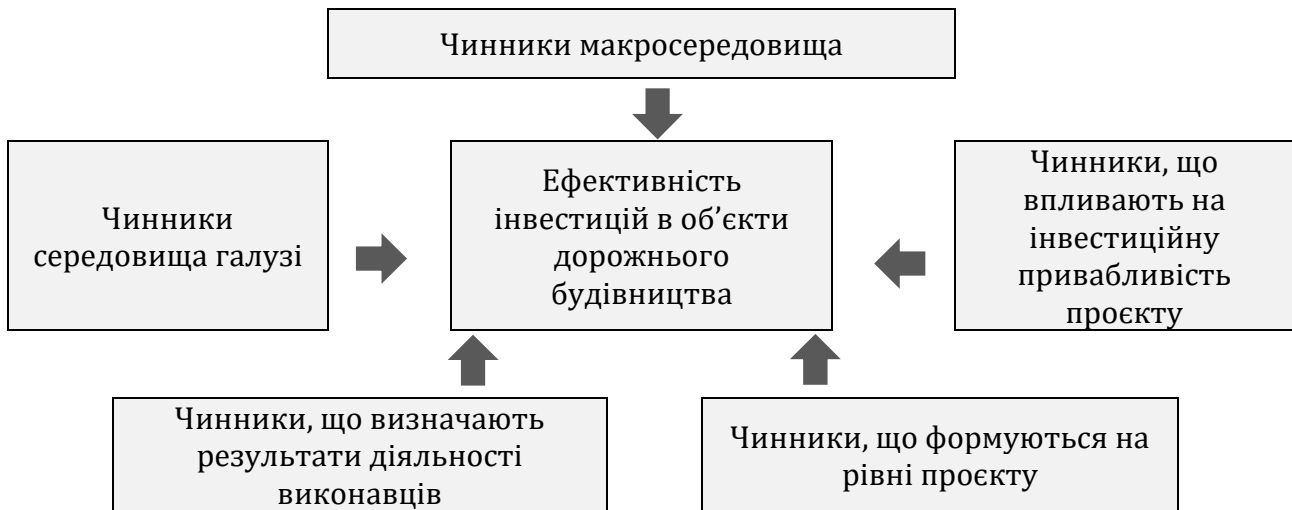 Чинники макросередовища
Чинники
середовища галузі
Ефективність
інвестицій в об’єкти
дорожнього
будівництва
Чинники, що
впливають на
інвестиційну
привабливість
проєкту
Чинники, що визначають
результати діяльності
виконавців
Чинники, що формуються на
рівні проєкту